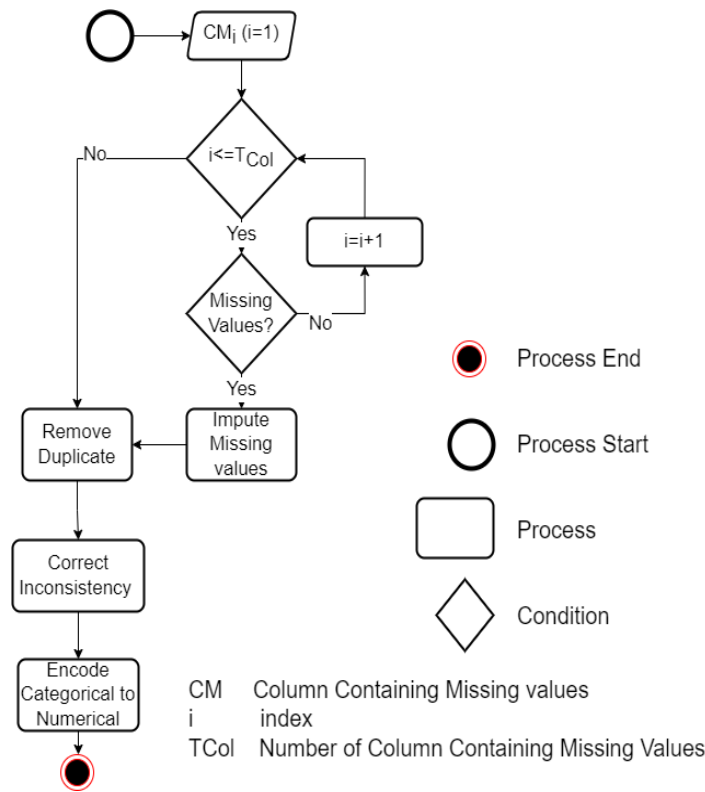 CMi (i=1)
i<=TCol
No
Yes
i=i+1
Missing
Values?
No
Yes
Impute
Missing
values
Remove
Duplicate
Correct
Inconsistency
Encode
Categorical to
Numerical
Process End
Process Start
Process
Condition
CM Column Containing Missing values
i index
TCol Number of Column Containing Missing Values